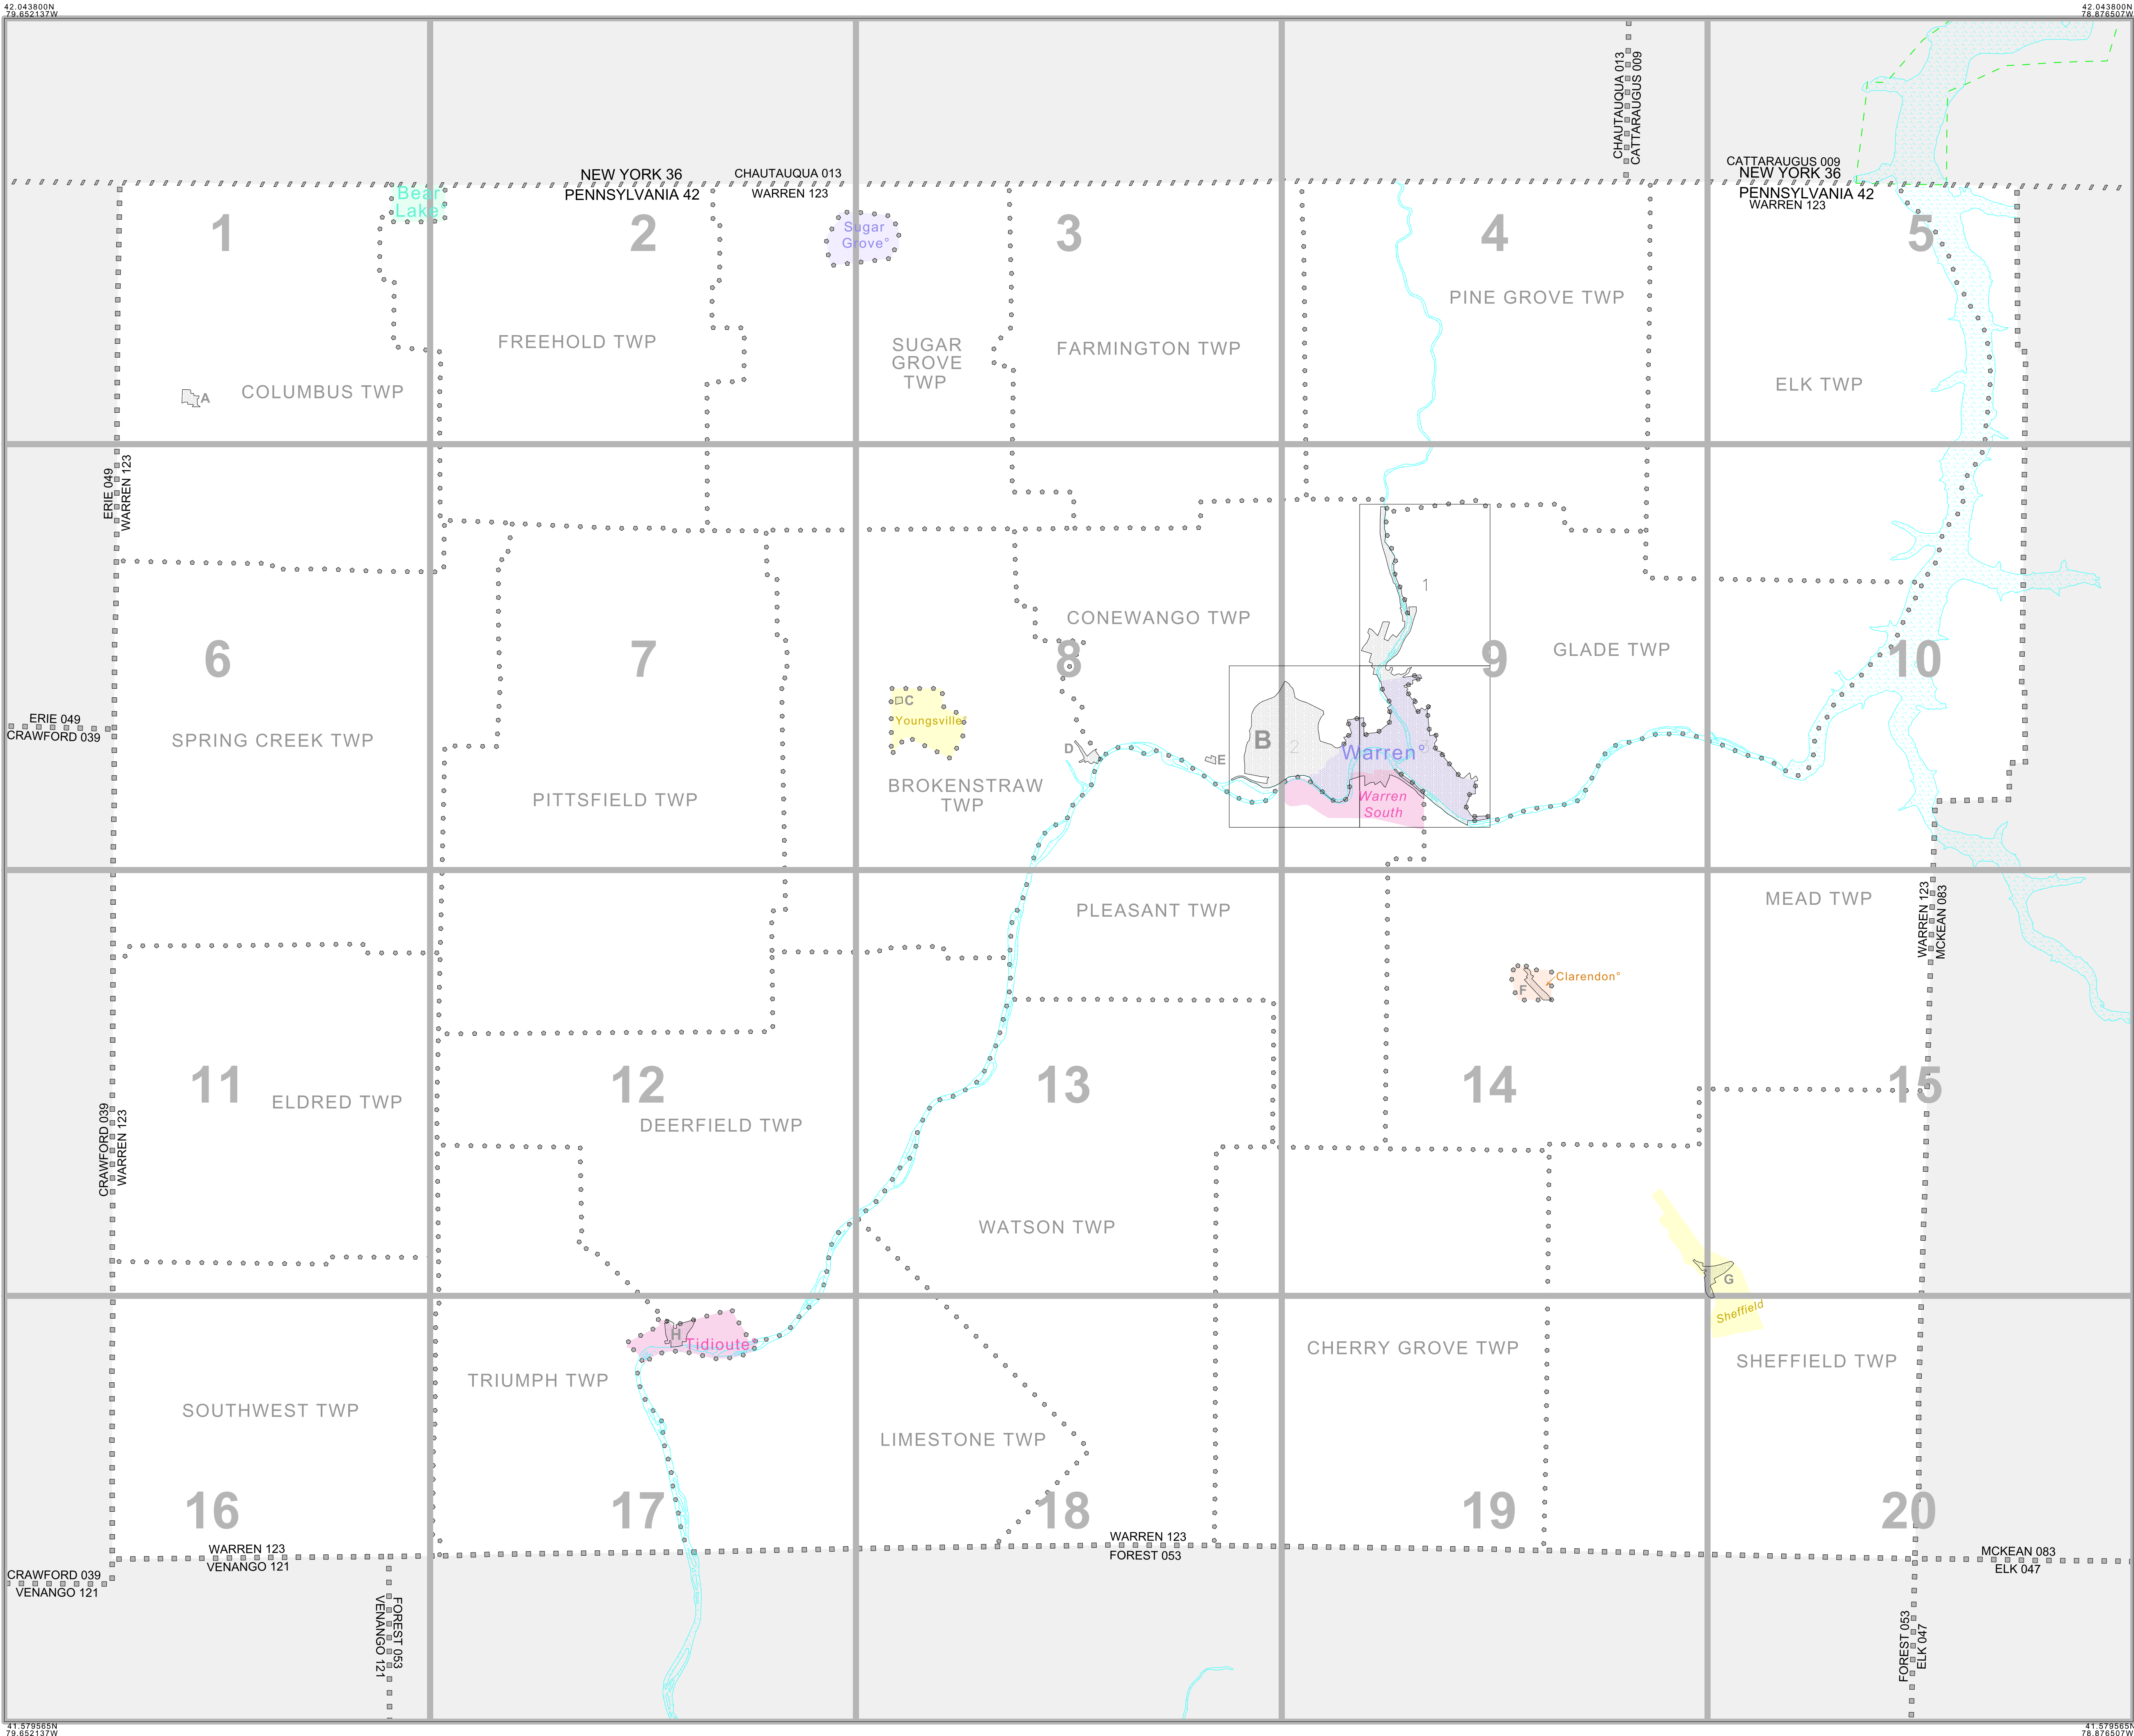 42.043800N
79.652137W
42.043800N
78.876507W
CHAUTAUQUA 013
CATTARAUGUS 009
NEW YORK 36
PENNSYLVANIA 42
CHAUTAUQUA 013
WARREN 123
CATTARAUGUS 009
NEW YORK 36
PENNSYLVANIA 42
WARREN 123
Bear
Lake°
Sugar
Grove°
1
2
3
4
5
PINE GROVE TWP
FREEHOLD TWP
SUGAR
GROVE
TWP
FARMINGTON TWP
ELK TWP
COLUMBUS TWP
A
ERIE 049
WARREN 123
1
CONEWANGO TWP
GLADE TWP
6
7
8
9
10
C
Youngsville°
ERIE 049
CRAWFORD 039
SPRING CREEK TWP
D
E
B
2
Warren°
3
BROKENSTRAW
TWP
PITTSFIELD TWP
Warren
South
MEAD TWP
PLEASANT TWP
WARREN 123
MCKEAN 083
Clarendon°
F
11
12
13
14
15
ELDRED TWP
DEERFIELD TWP
CRAWFORD 039
WARREN 123
WATSON TWP
G
Sheffield
H
Tidioute°
CHERRY GROVE TWP
SHEFFIELD TWP
TRIUMPH TWP
SOUTHWEST TWP
LIMESTONE TWP
16
17
18
19
20
WARREN 123
VENANGO 121
WARREN 123
FOREST 053
MCKEAN 083
ELK 047
CRAWFORD 039
VENANGO 121
VENANGO 121
FOREST 053
FOREST 053
ELK 047
41.579565N
79.652137W
41.579565N
78.876507W